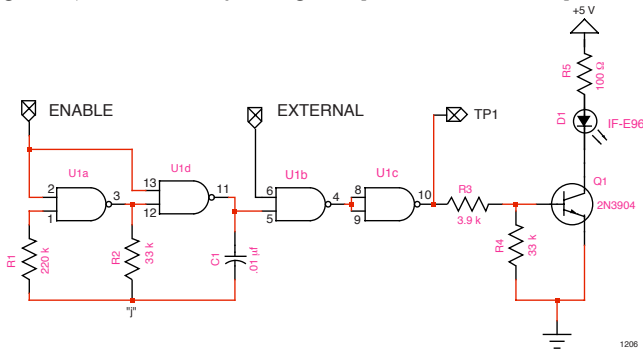 +5 V
R5
100 Ω
D1
IF-E96
ENABLE
EXTERNAL
TP1
U1a
U1d
U1b
U1c
2
1
3
13
12
11
6
5
4
8
9
10
R3
3.9 k
Q1
2N3904
R1
220 k
R2
33 k
C1
.01 µf
R4
33 k
"j"
1206